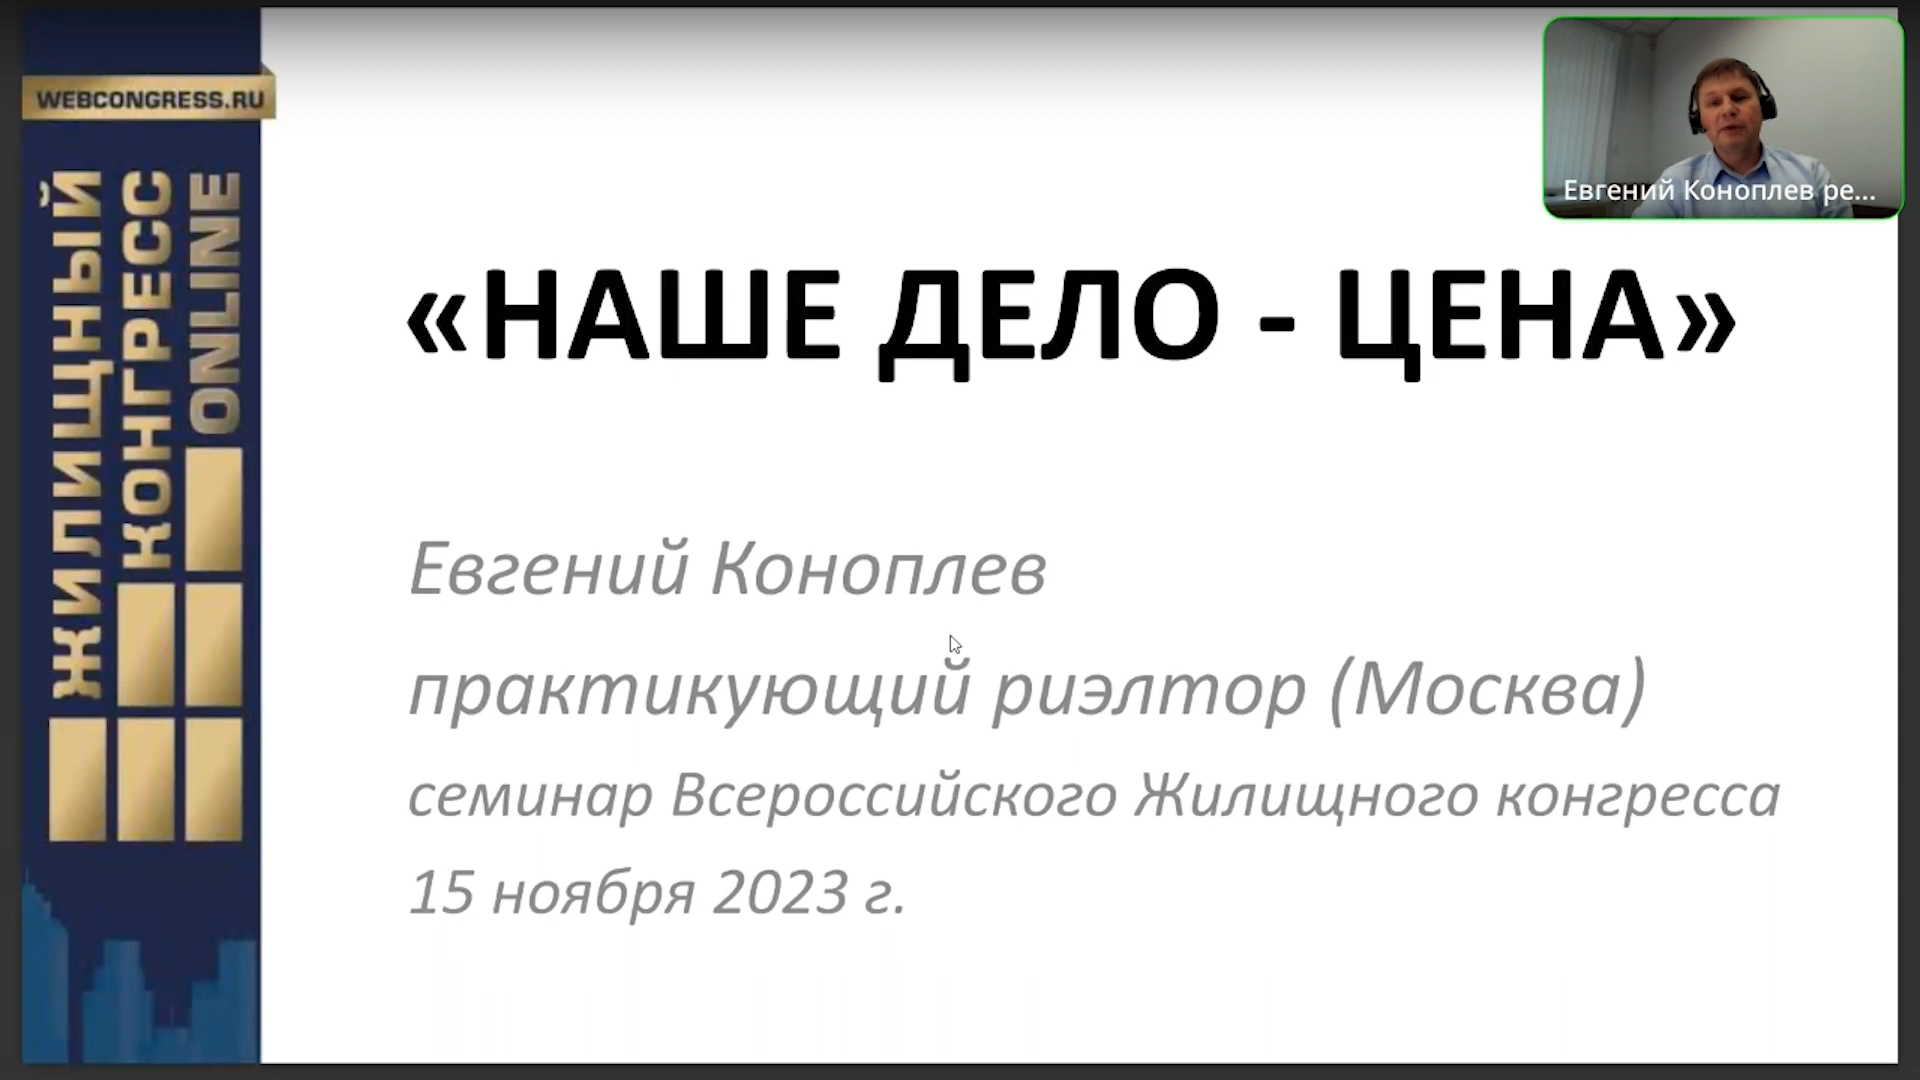 WEBCONGRESS.RU
ЖИЛИЩНЫЙ
КОНГРЕСС
ONLINE
Евгений Коноплев ре...
«НАШЕ ДЕЛО - ЦЕНА»
Евгений Коноплев
практикующий риэлтор (Москва)
семинар Всероссийского Жилищного конгресса
15 ноября 2023 г.